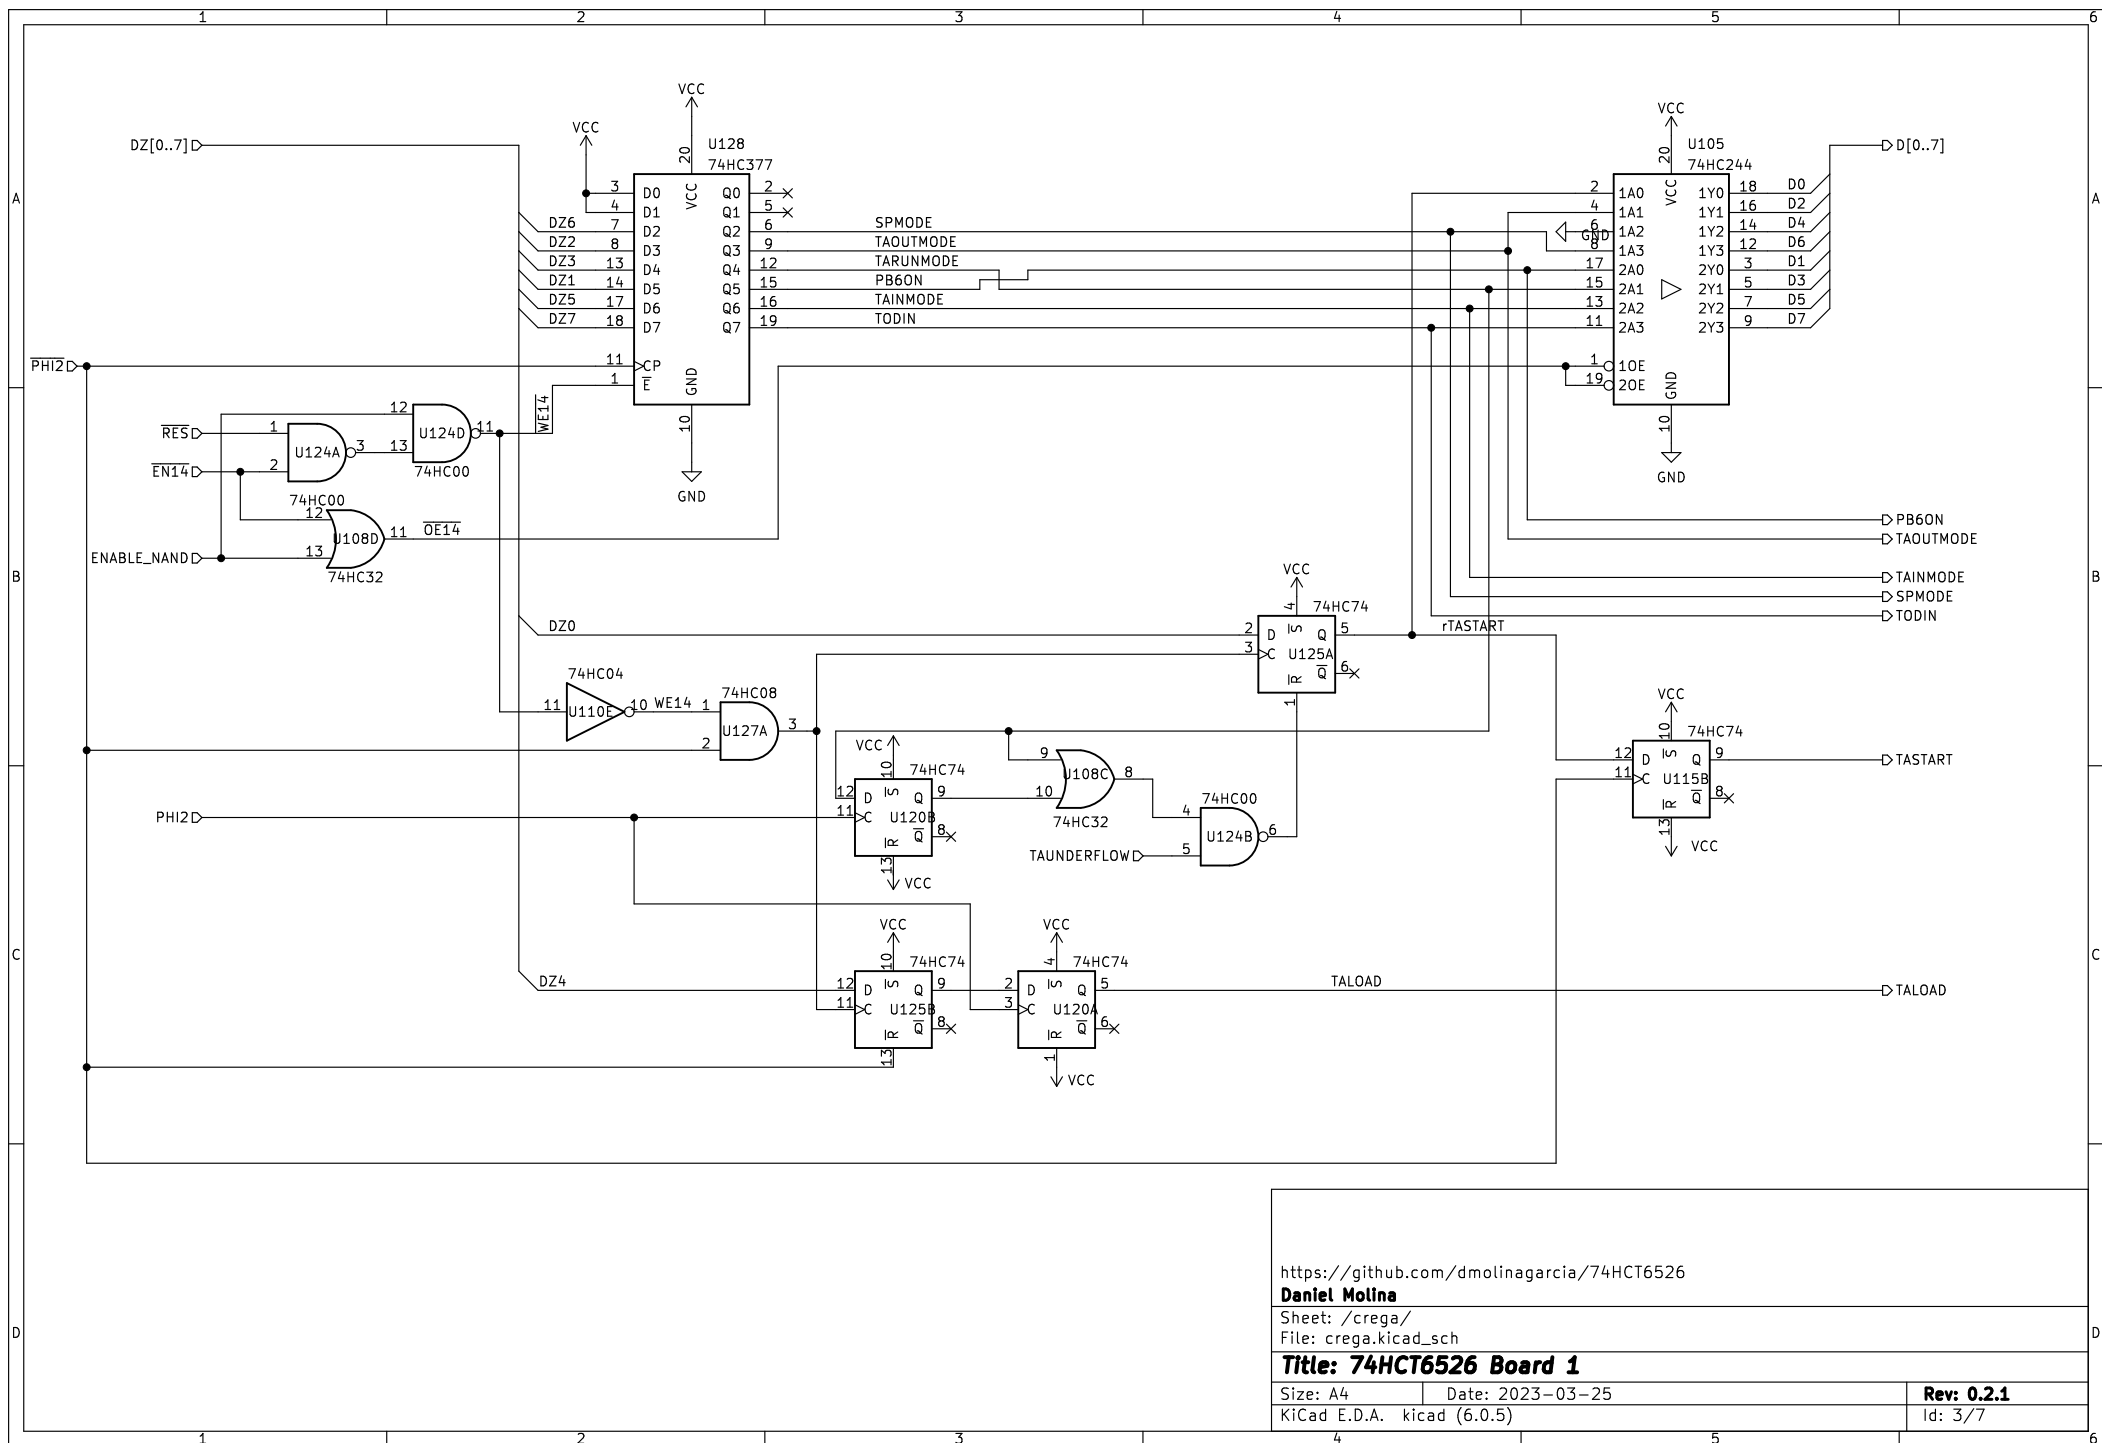 1 2 3 4 5 6
A A
B B
C C
D D
1 2 3 4 5 6
DZ[0..7]
VCC
VCC
20
U128
74HC377
VCC
3 D0 Q0 2
4 D1 Q1 5
DZ6 7 D2 Q2 6 SPMODE
DZ2 8 D3 Q3 9 TAOUTMODE
DZ3 13 D4 Q4 12 TARUNMODE
DZ1 14 D5 Q5 15 PB6ON
DZ5 17 D6 Q6 16 TAINMODE
DZ7 18 D7 Q7 19 TODIN
11 CP
1 E
GND
10
GND
VCC
20
U105
74HC244
D[0..7]
VCC
2 1A0 1Y0 18 D0
4 1A1 1Y1 16 D2
GND 6 1A2 1Y2 14 D4
8 1A3 1Y3 12 D6
17 2A0 2Y0 3 D1
15 2A1 2Y1 5 D3
13 2A2 2Y2 7 D5
11 2A3 2Y3 9 D7
1 1OE
19 2OE
GND
10
GND
PHI2
RES
EN14
ENABLE_NAND
1 2 U124A 3
74HC00
12 13 U124D 11
74HC00
WE14
12 13 U108D 11
74HC32
OE14
PB6ON
TAOUTMODE
TAINMODE
SPMODE
TODIN
DZ0
VCC
4
74HC74
2 D S Q 5
3 C U125A
R Q 6
1
rTASTART
74HC04
11 U110E 10 WE14
74HC08
1 2 U127A 3
VCC
10
74HC74
12 D S Q 9
11 C U120B
R Q 8
13
VCC
PHI2
9 10 U108C 8
74HC32
74HC00
4 5 U124B 6
TAUNDERFLOW
VCC
10
74HC74
12 D S Q 9
11 C U115B
R Q 8
13
VCC
TASTART
DZ4
VCC
10
74HC74
12 D S Q 9
11 C U125B
R Q 8
13
VCC
4
74HC74
2 D S Q 5
3 C U120A
R Q 6
1
VCC
TALOAD
TALOAD
https://github.com/dmolinagarcia/74HCT6526
Daniel Molina
Sheet: /crega/
File: crega.kicad_sch
Title: 74HCT6526 Board 1
Size: A4 Date: 2023-03-25 Rev: 0.2.1
KiCad E.D.A. kicad (6.0.5) Id: 3/7